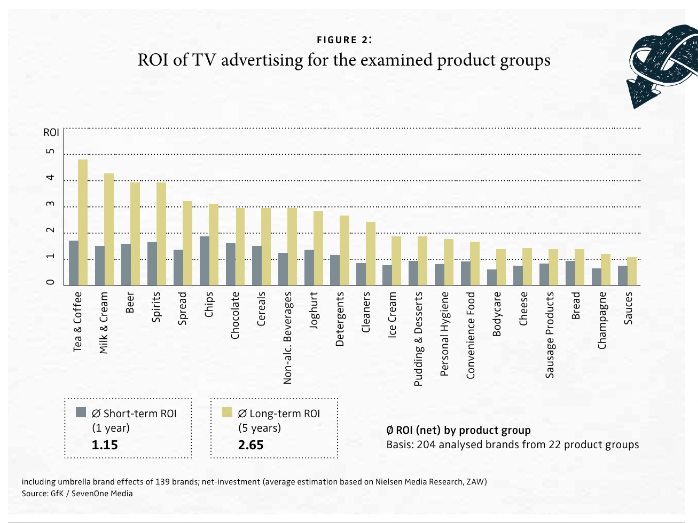 FIGURE 2:
ROI of TV advertising for the examined product groups
ROI
5
4
3
2
1
0
Tea & Coffee
Milk & Cream
Beer
Spirits
Spread
Chips
Chocolate
Cereals
Non-alc. Beverages
Joghurt
Detergents
Cleaners
Ice Cream
Pudding & Desserts
Personal Hygiene
Convenience Food
Bodycare
Cheese
Sausage Products
Bread
Champagne
Sauces
Ø Short-term ROI
(1 year)
1.15
Ø Long-term ROI
(5 years)
2.65
Ø ROI (net) by product group
Basis: 204 analysed brands from 22 product groups
including umbrella brand effects of 139 brands; net-investment (average estimation based on Nielsen Media Research, ZAW)
Source: GfK / SevenOne Media